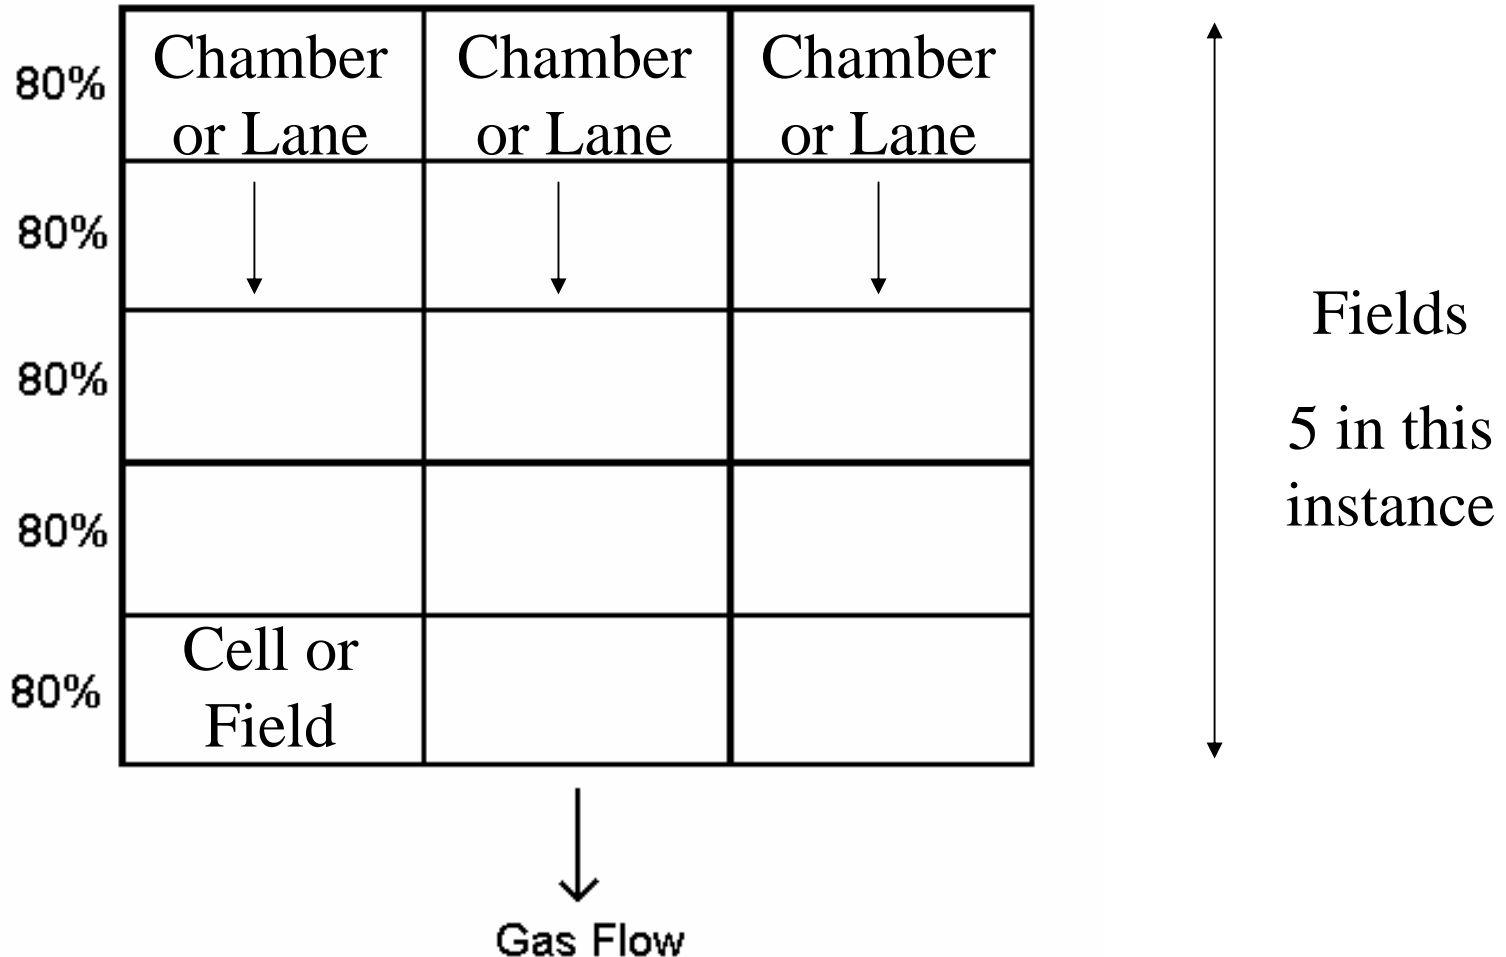 80%
Chamber
or Lane
Chamber
or Lane
Chamber
or Lane
80%
80%
80%
80%
Cell or
Field
Fields
5 in this
instance
Gas Flow